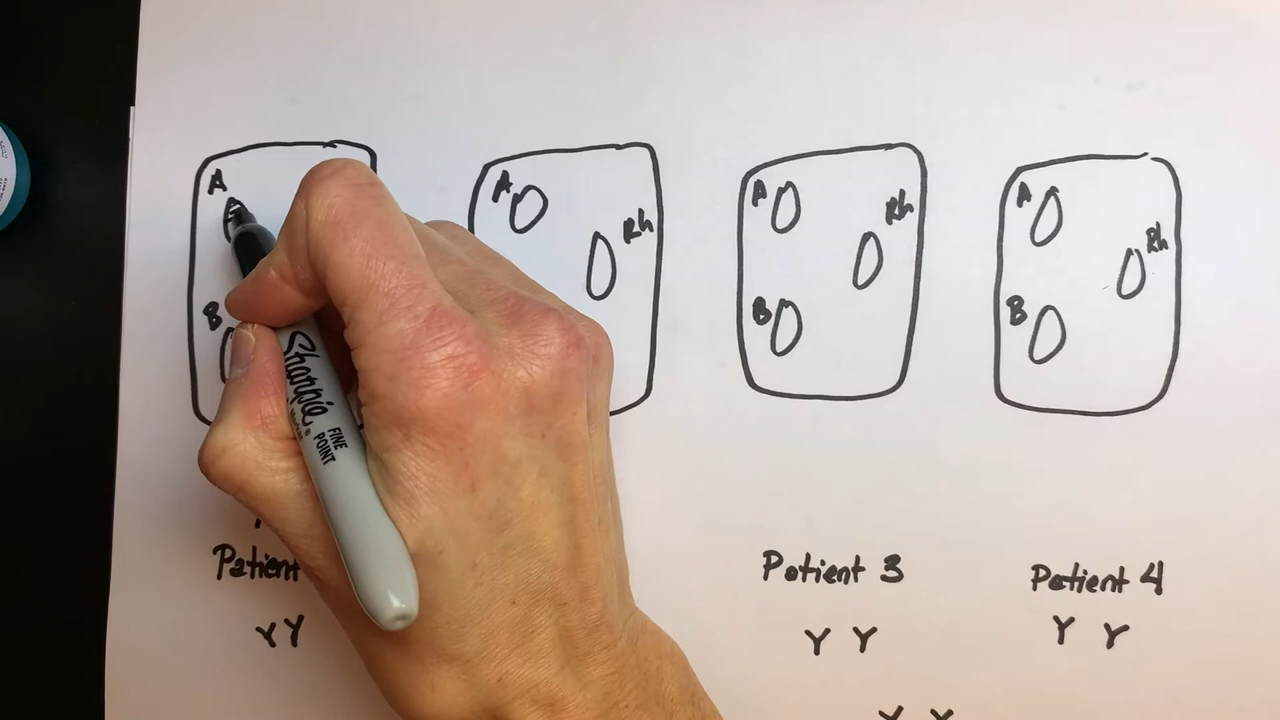 A
B
A
Rh
A
Rh
B
A
Rh
B
Sharpie
FINE
POINT
Patient
Patient 3
Patient 4
Y Y
Y Y
Y Y